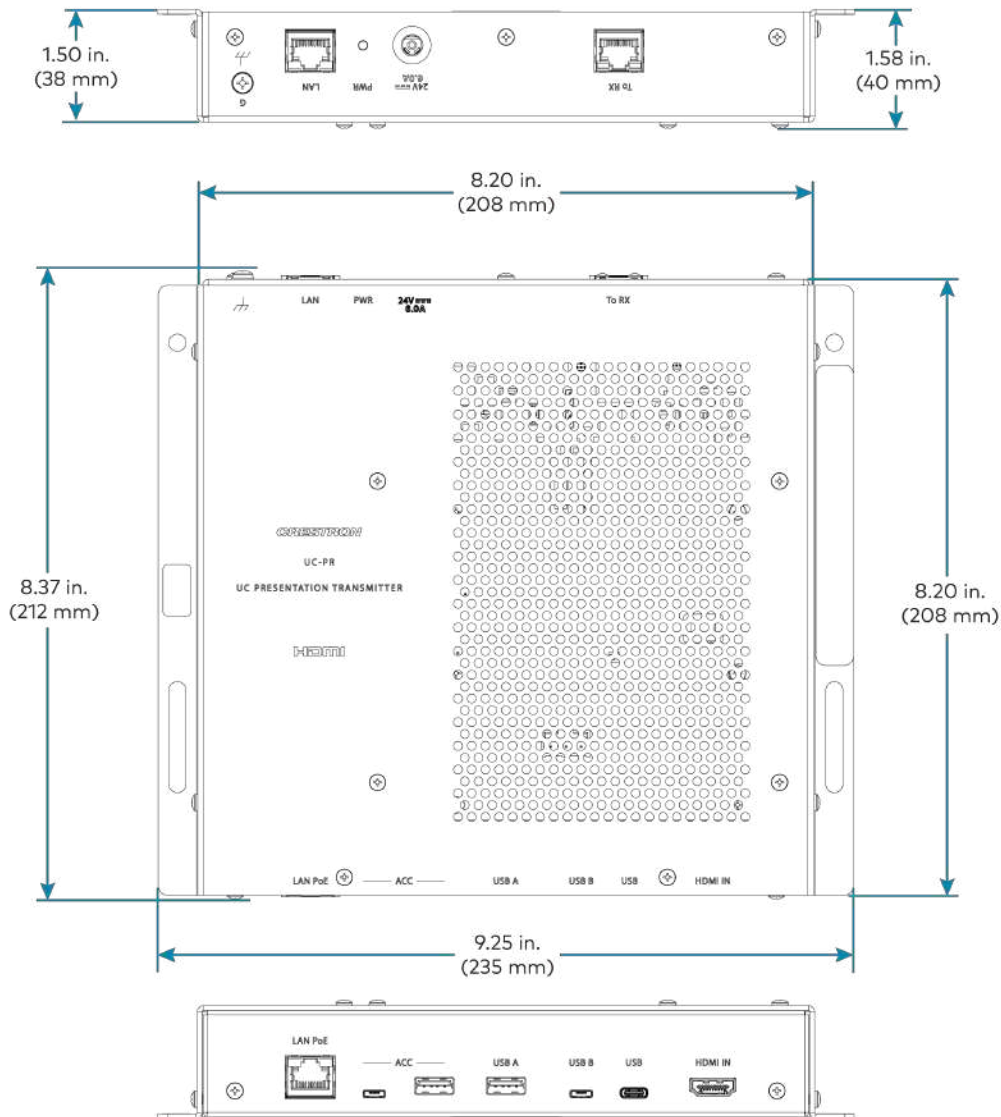 1.50 in.
(38 mm)
1.58 in.
(40 mm)
G
LAN
PWR
24V
6.0A
To RX
8.20 in.
(208 mm)
LAN PWR 24V 6.0A To RX
8.37 in.
(212 mm)
8.20 in.
(208 mm)
CRESTRON
UC-PR
UC PRESENTATION TRANSMITTER
HDMI
LAN PoE ACC USB A USB B USB HDMI IN
9.25 in.
(235 mm)
LAN PoE
ACC USB A USB B USB HDMI IN